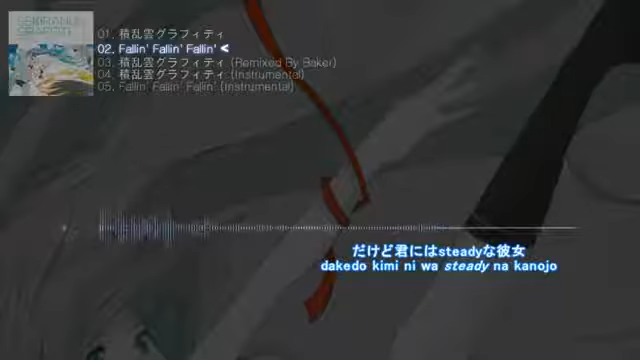 SEKIRANUN
GRAFFITI
01. 積乱雲グラフィティ
02. Fallin' Fallin' Fallin' <
03. 積乱雲グラフィティ (Remixed By Baker)
04. 積乱雲グラフィティ (Instrumental)
05. Fallin' Fallin' Fallin' (Instrumental)
だけど君にはsteadyな彼女
dakedo kimi ni wa steady na kanojo